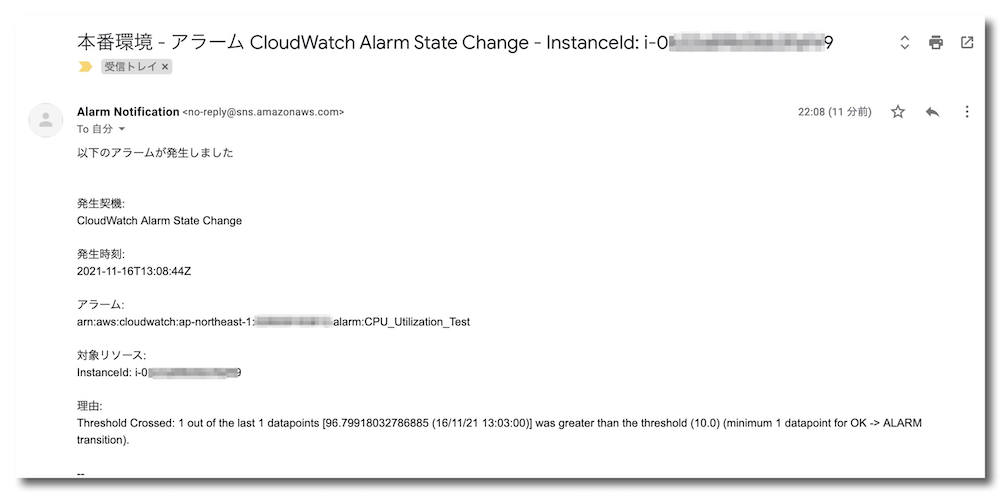 本番環境 - アラーム CloudWatch Alarm State Change - InstanceId: i-0 9
受信トレイ ×
Alarm Notification <no-reply@sns.amazonaws.com>
22:08 (11 分前)
To 自分
以下のアラームが発生しました
発生契機:
CloudWatch Alarm State Change
発生時刻:
2021-11-16T13:08:44Z
アラーム:
arn:aws:cloudwatch:ap-northeast-1: alarm:CPU_Utilization_Test
対象リソース:
InstanceId: i-0 9
理由:
Threshold Crossed: 1 out of the last 1 datapoints [96.79918032786885 (16/11/21 13:03:00)] was greater than the threshold (10.0) (minimum 1 datapoint for OK -> ALARM
transition).
--